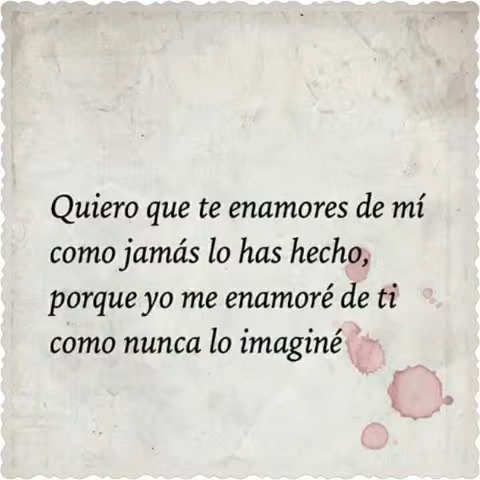 Quiero que te enamores de mí
como jamás lo has hecho,
porque yo me enamoré de ti
como nunca lo imaginé